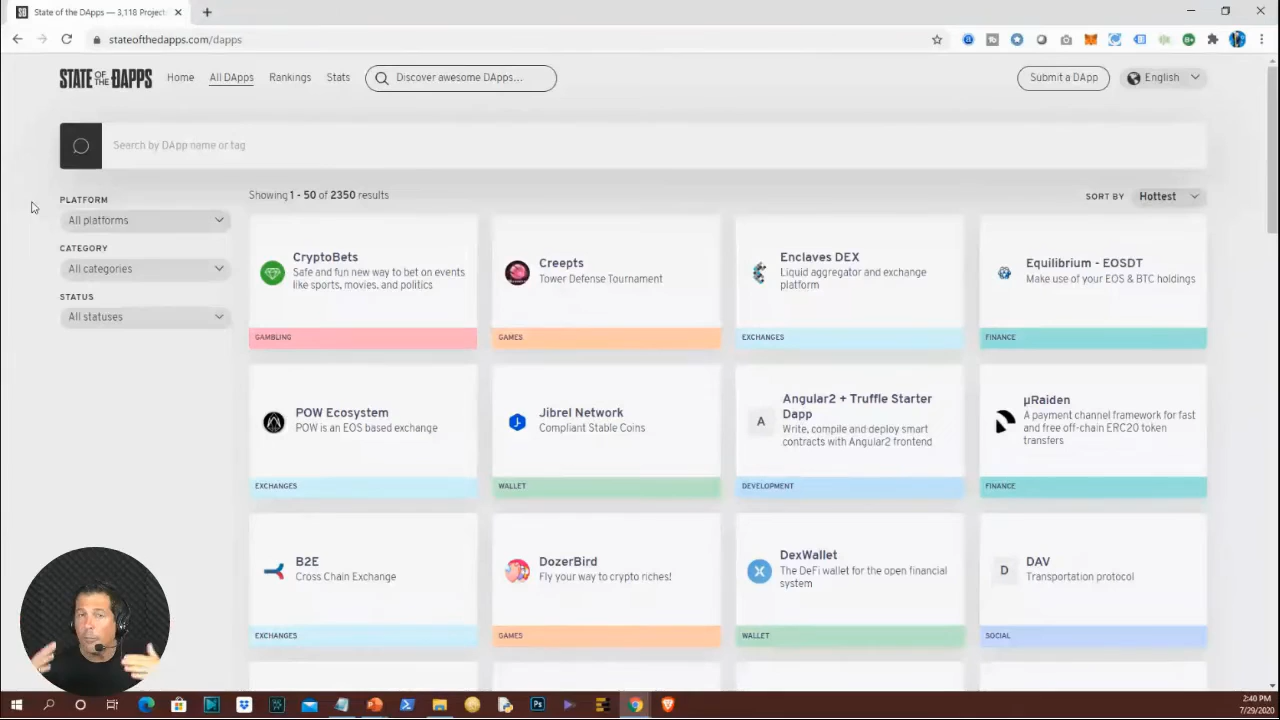 State of the DApps — 3,118 Project
stateofthedapps.com/dapps
STATE OF THE DAPPS
Home
All DApps
Rankings
Stats
Discover awesome DApps...
Submit a DApp
English
Search by DApp name or tag
PLATFORM
All platforms
CATEGORY
All categories
STATUS
All statuses
Showing 1 - 50 of 2350 results
SORT BY
Hottest
CryptoBets
Safe and fun new way to bet on events
like sports, movies, and politics
GAMBLING
Creepts
Tower Defense Tournament
GAMES
Enclaves DEX
Liquid aggregator and exchange
platform
EXCHANGES
Equilibrium - EOSDT
Make use of your EOS & BTC holdings
FINANCE
POW Ecosystem
POW is an EOS based exchange
EXCHANGES
Jibrel Network
Compliant Stable Coins
WALLET
A
Angular2 + Truffle Starter
Dapp
Write, compile and deploy smart
contracts with Angular2 frontend
DEVELOPMENT
µRaiden
A payment channel framework for fast
and free off-chain ERC20 token
transfers
FINANCE
B2E
Cross Chain Exchange
EXCHANGES
DozerBird
Fly your way to crypto riches!
GAMES
DexWallet
The DeFi wallet for the open financial
system
WALLET
D
DAV
Transportation protocol
SOCIAL
Ps
2:40 PM
7/29/2020